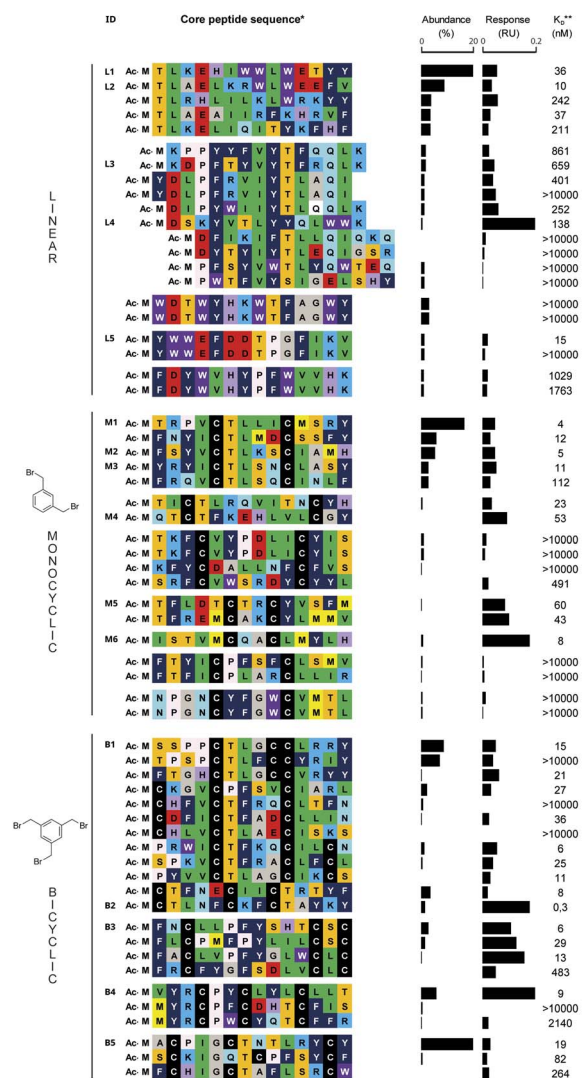 ID Core peptide sequence* Abundance (%) Response (RU) KD** (nM)
0 20 0 0.2
LINEAR
L1 Ac- M T L K E H I W W L W E T Y Y 36
L2 Ac- M T L A E L K R W L W E E F V 10
Ac- M T L R H L I L K L W R K Y Y 242
Ac- M T L A E A I I R F K H R V F 37
Ac- M T L K E L I Q I T Y K F H F 211
Ac- M K P P Y Y F V Y T F Q Q L K 861
L3 Ac- M K D P F T Y V Y T F Q Q L K 659
Ac- M Y D L P F R V I Y T L A Q I 401
Ac- M Y D L P F R V I Y T L A Q I >10000
Ac- M D I P Y W I Y T L Q Q L K 252
L4 Ac- M D S K Y V T L Y Y Q L W W K 138
Ac- M D F I K I F T L L Q I Q K Q >10000
Ac- M D Y T Y I Y T L E Q I G S R >10000
Ac- M P F S Y V W T L Y Q W T E Q >10000
Ac- M P W T F V Y S I G E L S H Y >10000
Ac- M W D T W Y H K W T F A G W Y >10000
Ac- M W D T W Y H K W T F A G W Y >10000
L5 Ac- M Y W W E F D D T P G F I K V 15
Ac- M Y W W E F D D T P G F I K V >10000
Ac- M F D Y W V H Y P F W V V H K 1029
Ac- M F D Y W V H Y P F W V V H K 1763
Br
Br
MONOCYCLIC
M1 Ac- M T R P V C T L L I C M S R Y 4
Ac- M F N Y I C T L M D C S S F Y 12
M2 Ac- M F S Y V C T L K S C I A M H 5
M3 Ac- M Y R Y I C T L S N C L A S Y 11
Ac- M F R Q V C T L S Q C L N L F 112
Ac- M T I C T L R Q V I T N C Y H 23
M4 Ac- M Q T C T F K E H L V L C G Y 53
Ac- M T K F C V Y P D L I C Y I S >10000
Ac- M T K F C V Y P D L I C Y I S >10000
Ac- M K F Y C D A L L N F C F V S >10000
Ac- M S R F C V W S R D Y C Y Y L 491
M5 Ac- M T F L D T C T R C Y V S F M 60
Ac- M T F R E M C A K C Y L M M V 43
M6 Ac- M I S T V M C Q A C L M Y L H 8
Ac- M F T Y I C P F S F C L S M V >10000
Ac- M F T I C P L A R C L L I R >10000
Ac- M N P G N C Y F G W C V M T L >10000
Ac- M N P G N C Y F G W C V M T L >10000
Br
Br
Br
BICYCLIC
B1 Ac- M S S P P C T L G C C L R R Y 15
Ac- M T P S P C T L F C C Y R I Y >10000
Ac- M F T G H C T L G C V R Y Y 21
Ac- M C K G V C P F S V I A R L 27
Ac- M C H F V C T F R Q C L T F N >10000
Ac- M C D F I C T F L I C D I N 36
Ac- M C H L V C T L A E C I S K S >10000
Ac- M P R W I C T F K Q C I L C N 6
Ac- M S P K V C T F R A C L F C L 25
Ac- M P V C T L A G C I K C S 11
Ac- M C T F N E C I I C T R T Y F 8
B2 Ac- M C T L N F C K F C T A Y K Y 0,3
B3 Ac- M F N C L L P F Y S H T C S C 6
Ac- M F L C P M F P Y L I L C S C 29
Ac- M F A C L V P F Y G L W C L C 13
Ac- M F R C F Y G F S D L V C L C 483
B4 Ac- M V Y R C P Y C L Y L C L L T 9
Ac- M M Y R C P F C D H T C F I S >10000
Ac- M M Y R C P W C Y Q T C F F R 2140
B5 Ac- M A C P I G C T N T L R Y C Y 19
Ac- M S C K I G Q T C P F S Y C F 82
Ac- M F C H I G C T A F L S R C W 264